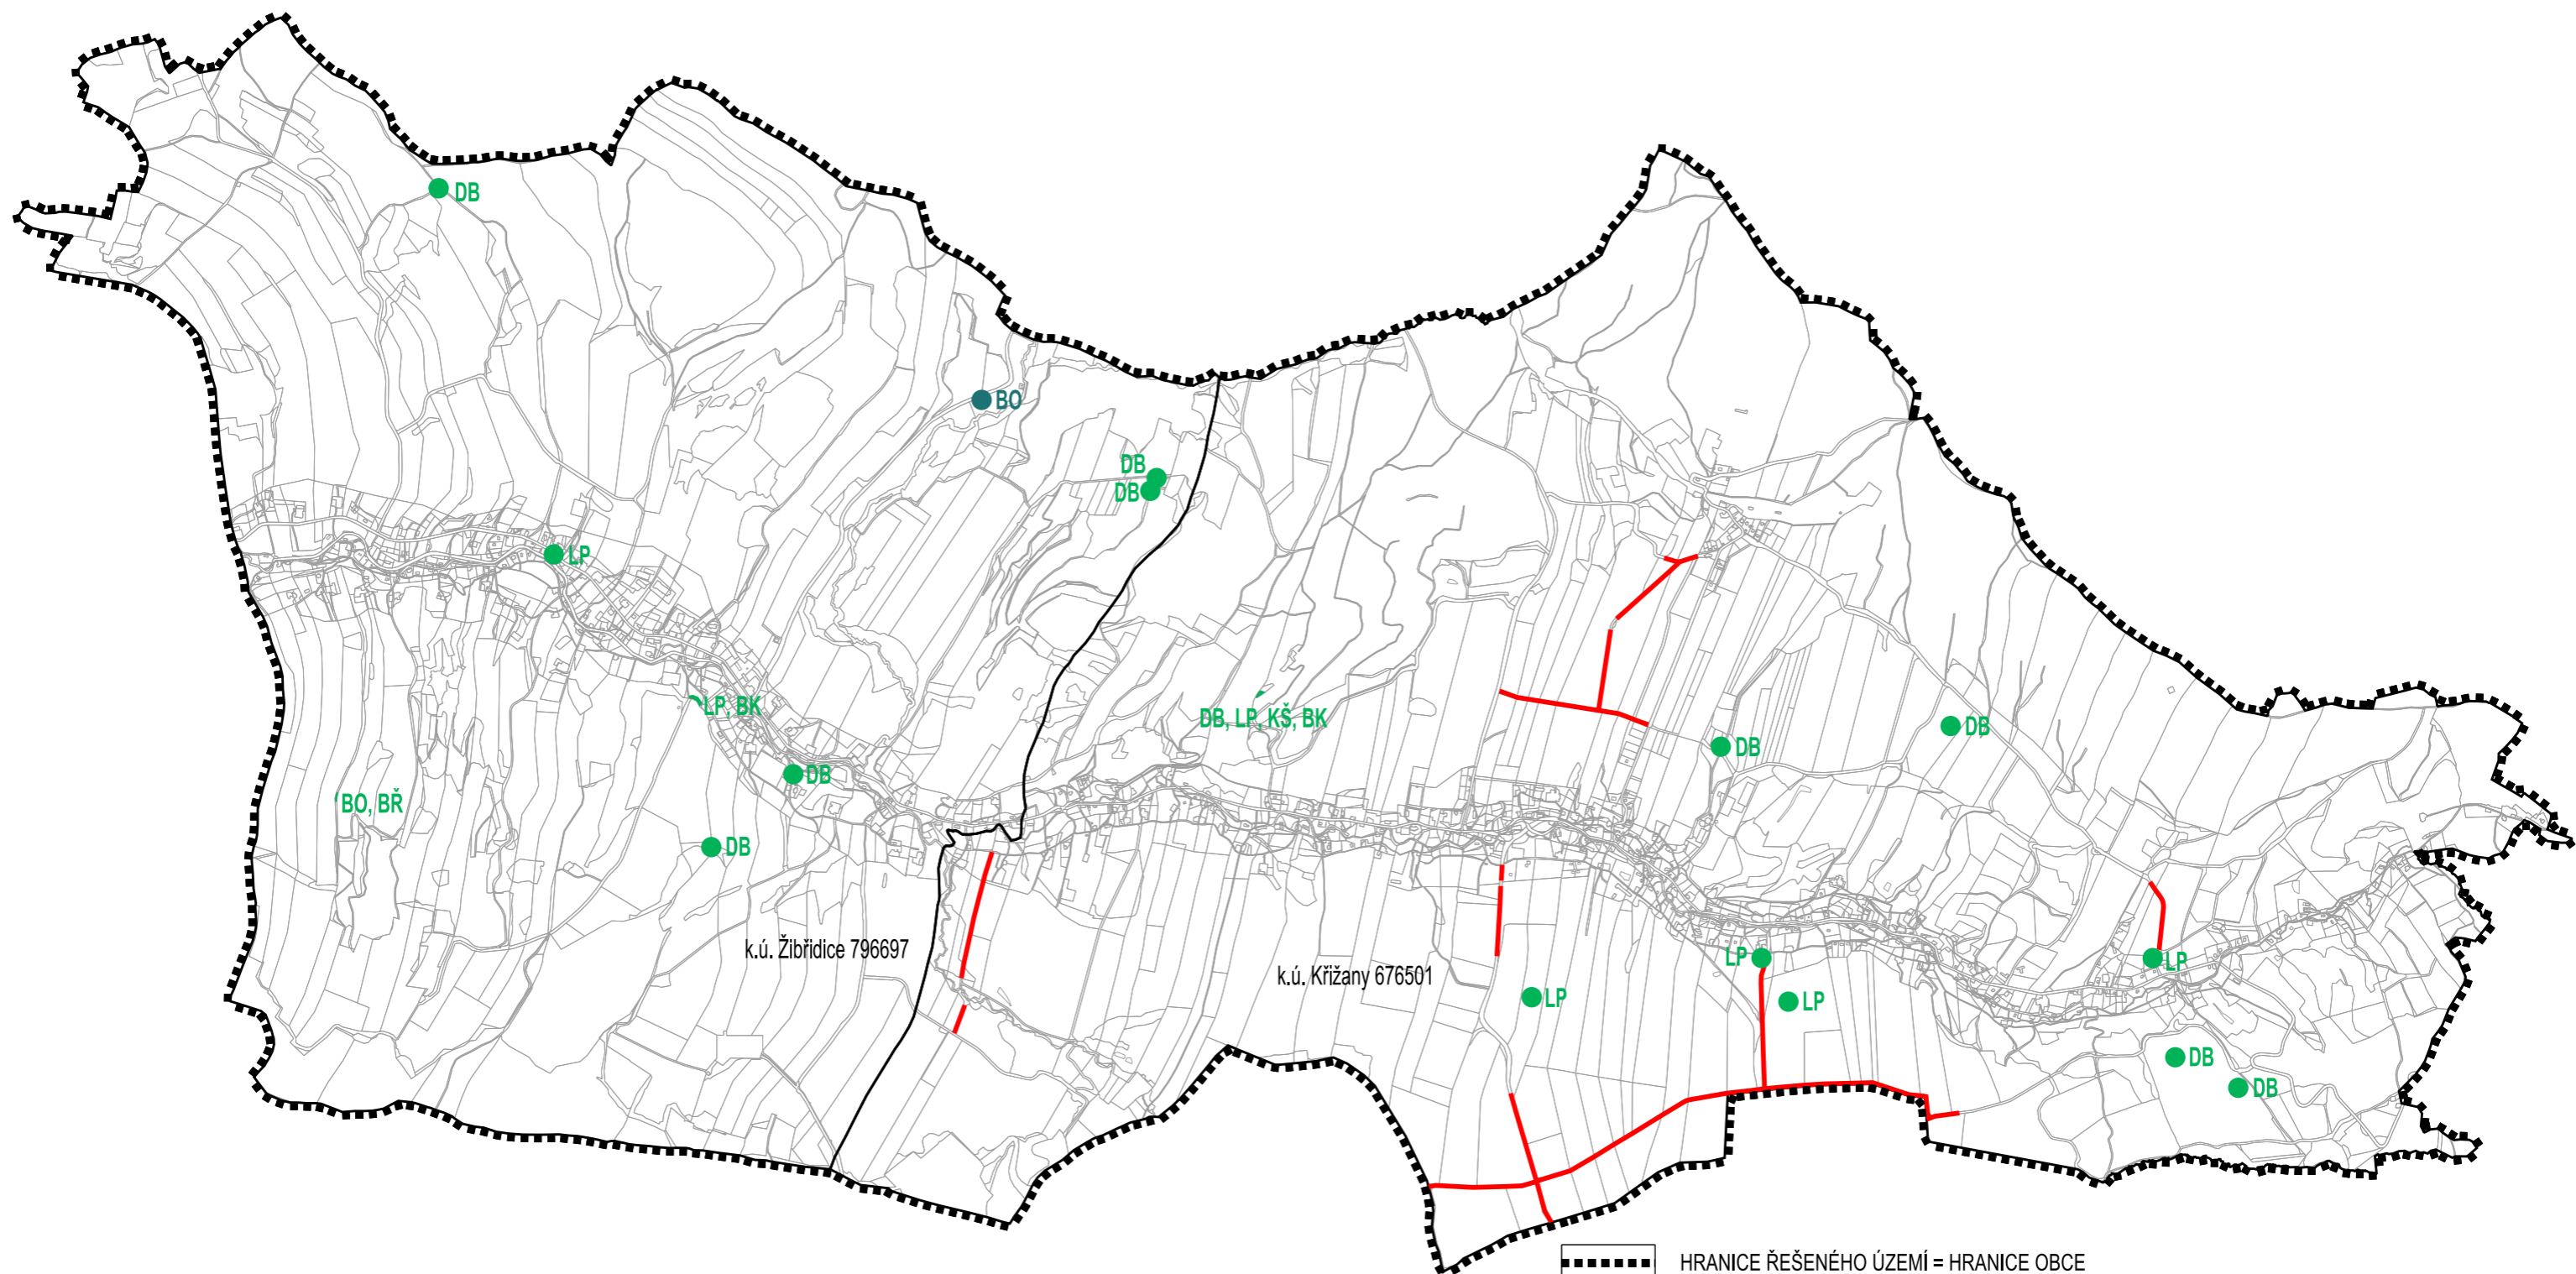 DB
BO
DB
DB
LP
LP, BK
DB, LP, KŠ, BK
DB
DB
DB
BO, BŘ
DB
k.ú. Žibřidice 796697
k.ú. Křižany 676501
LP
LP
LP
LP
DB
DB
HRANICE ŘEŠENÉHO ÚZEMÍ = HRANICE OBCE